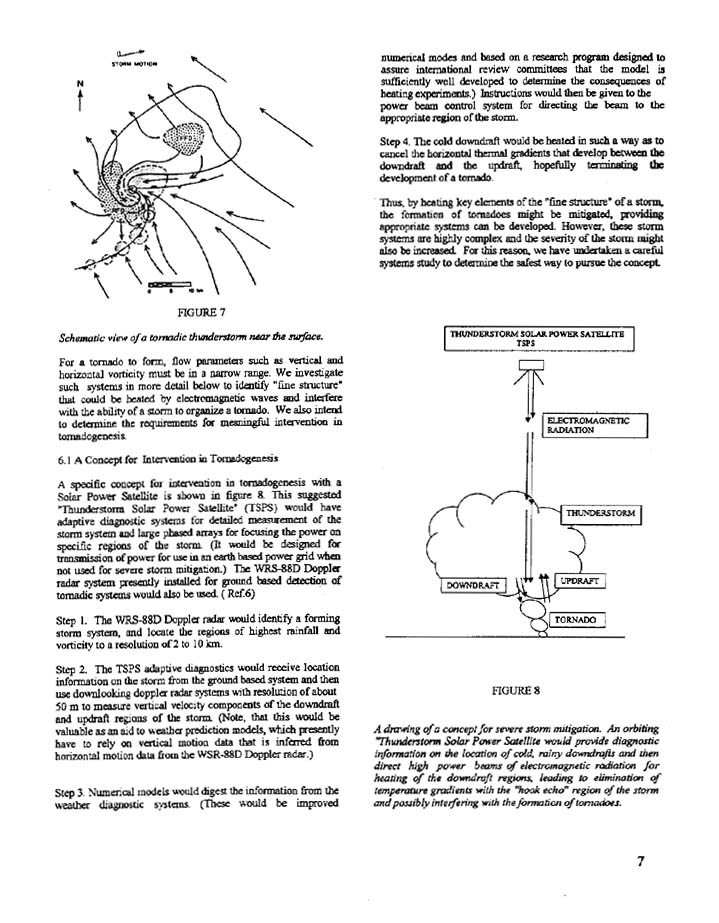 STORM MOTION
N
0 5 10 km
FIGURE 7
Schematic view of a tornadic thunderstorm near the surface.
For a tornado to form, flow parameters such as vertical and
horizontal vorticity must be in a narrow range. We investigate
such systems in more detail below to identify "fine structure"
that could be heated by electromagnetic waves and interfere
with the ability of a storm to organize a tornado. We also intend
to determine the requirements for meaningful intervention in
tornadogenesis.
6.1 A Concept for Intervention in Tornadogenesis
A specific concept for intervention in tornadogenesis with a
Solar Power Satellite is shown in figure 8. This suggested
"Thunderstorm Solar Power Satellite" (TSPS) would have
adaptive diagnostic systems for detailed measurement of the
storm system and large phased arrays for focusing the power on
specific regions of the storm. (It would be designed for
transmission of power for use in an earth based power grid when
not used for severe storm mitigation.) The WRS-88D Doppler
radar system presently installed for ground based detection of
tornadic systems would also be used. ( Ref.6)
Step 1. The WRS-88D Doppler radar would identify a forming
storm system, and locate the regions of highest rainfall and
vorticity to a resolution of 2 to 10 km.
Step 2. The TSPS adaptive diagnostics would receive location
information on the storm from the ground based system and then
use downlooking doppler radar systems with resolution of about
50 m to measure vertical velocity components of the downdraft
and updraft regions of the storm. (Note, that this would be
valuable as an aid to weather prediction models, which presently
have to rely on vertical motion data that is inferred from
horizontal motion data from the WSR-88D Doppler radar.)
Step 3. Numerical models would digest the information from the
weather diagnostic systems. (These would be improved
numerical modes and based on a research program designed to
assure international review committees that the model is
sufficiently well developed to determine the consequences of
heating experiments.) Instructions would then be given to the
power beam control system for directing the beam to the
appropriate region of the storm.
Step 4. The cold downdraft would be heated in such a way as to
cancel the horizontal thermal gradients that develop between the
downdraft and the updraft, hopefully terminating the
development of a tornado.
Thus, by heating key elements of the "fine structure" of a storm,
the formation of tornadoes might be mitigated, providing
appropriate systems can be developed. However, these storm
systems are highly complex and the severity of the storm might
also be increased. For this reason, we have undertaken a careful
systems study to determine the safest way to pursue the concept.
THUNDERSTORM SOLAR POWER SATELLITE
TSPS
ELECTROMAGNETIC
RADIATION
THUNDERSTORM
DOWNDRAFT
UPDRAFT
TORNADO
FIGURE 8
A drawing of a concept for severe storm mitigation. An orbiting
"Thunderstorm Solar Power Satellite would provide diagnostic
information on the location of cold, rainy downdrafts and then
direct high power beams of electromagnetic radiation for
heating of the downdraft regions, leading to elimination of
temperature gradients with the "hook echo" region of the storm
and possibly interfering with the formation of tornadoes.
7